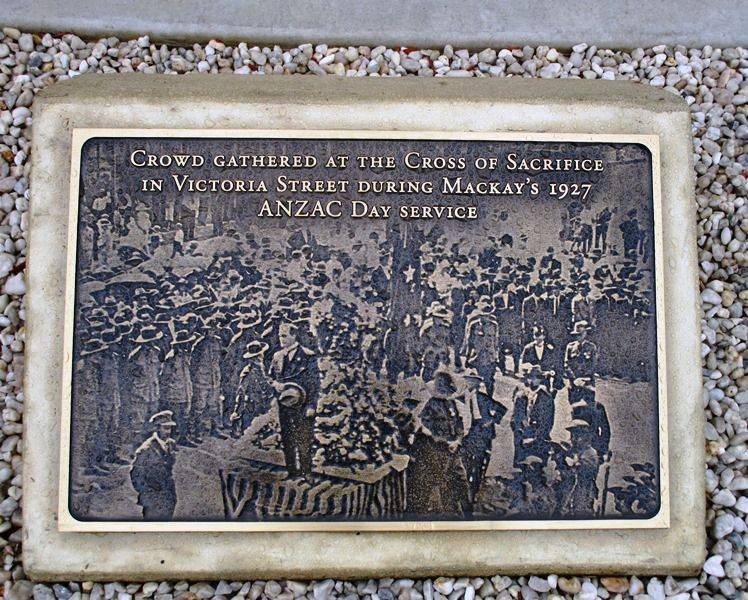 Crowd gathered at the Cross of Sacrifice
in Victoria Street during Mackay's 1927
ANZAC Day service